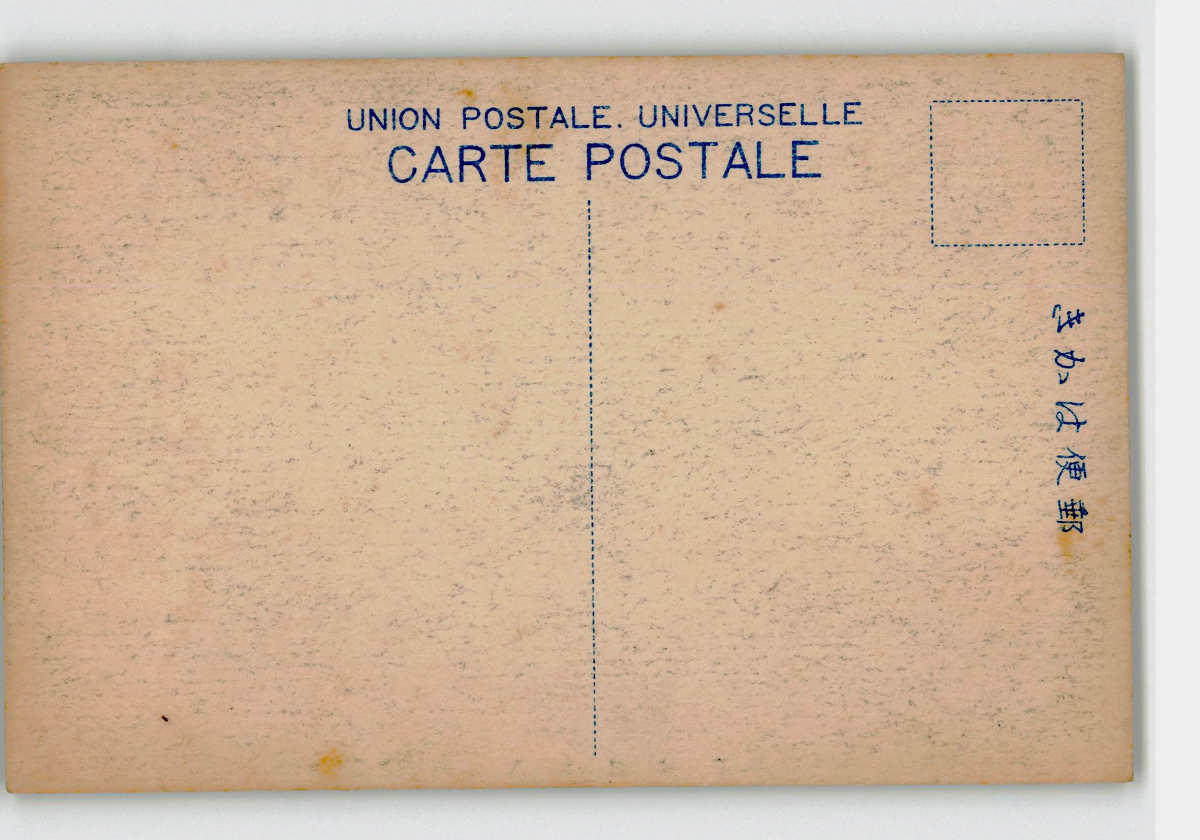 UNION POSTALE. UNIVERSELLE
CARTE POSTALE
きかは便郵